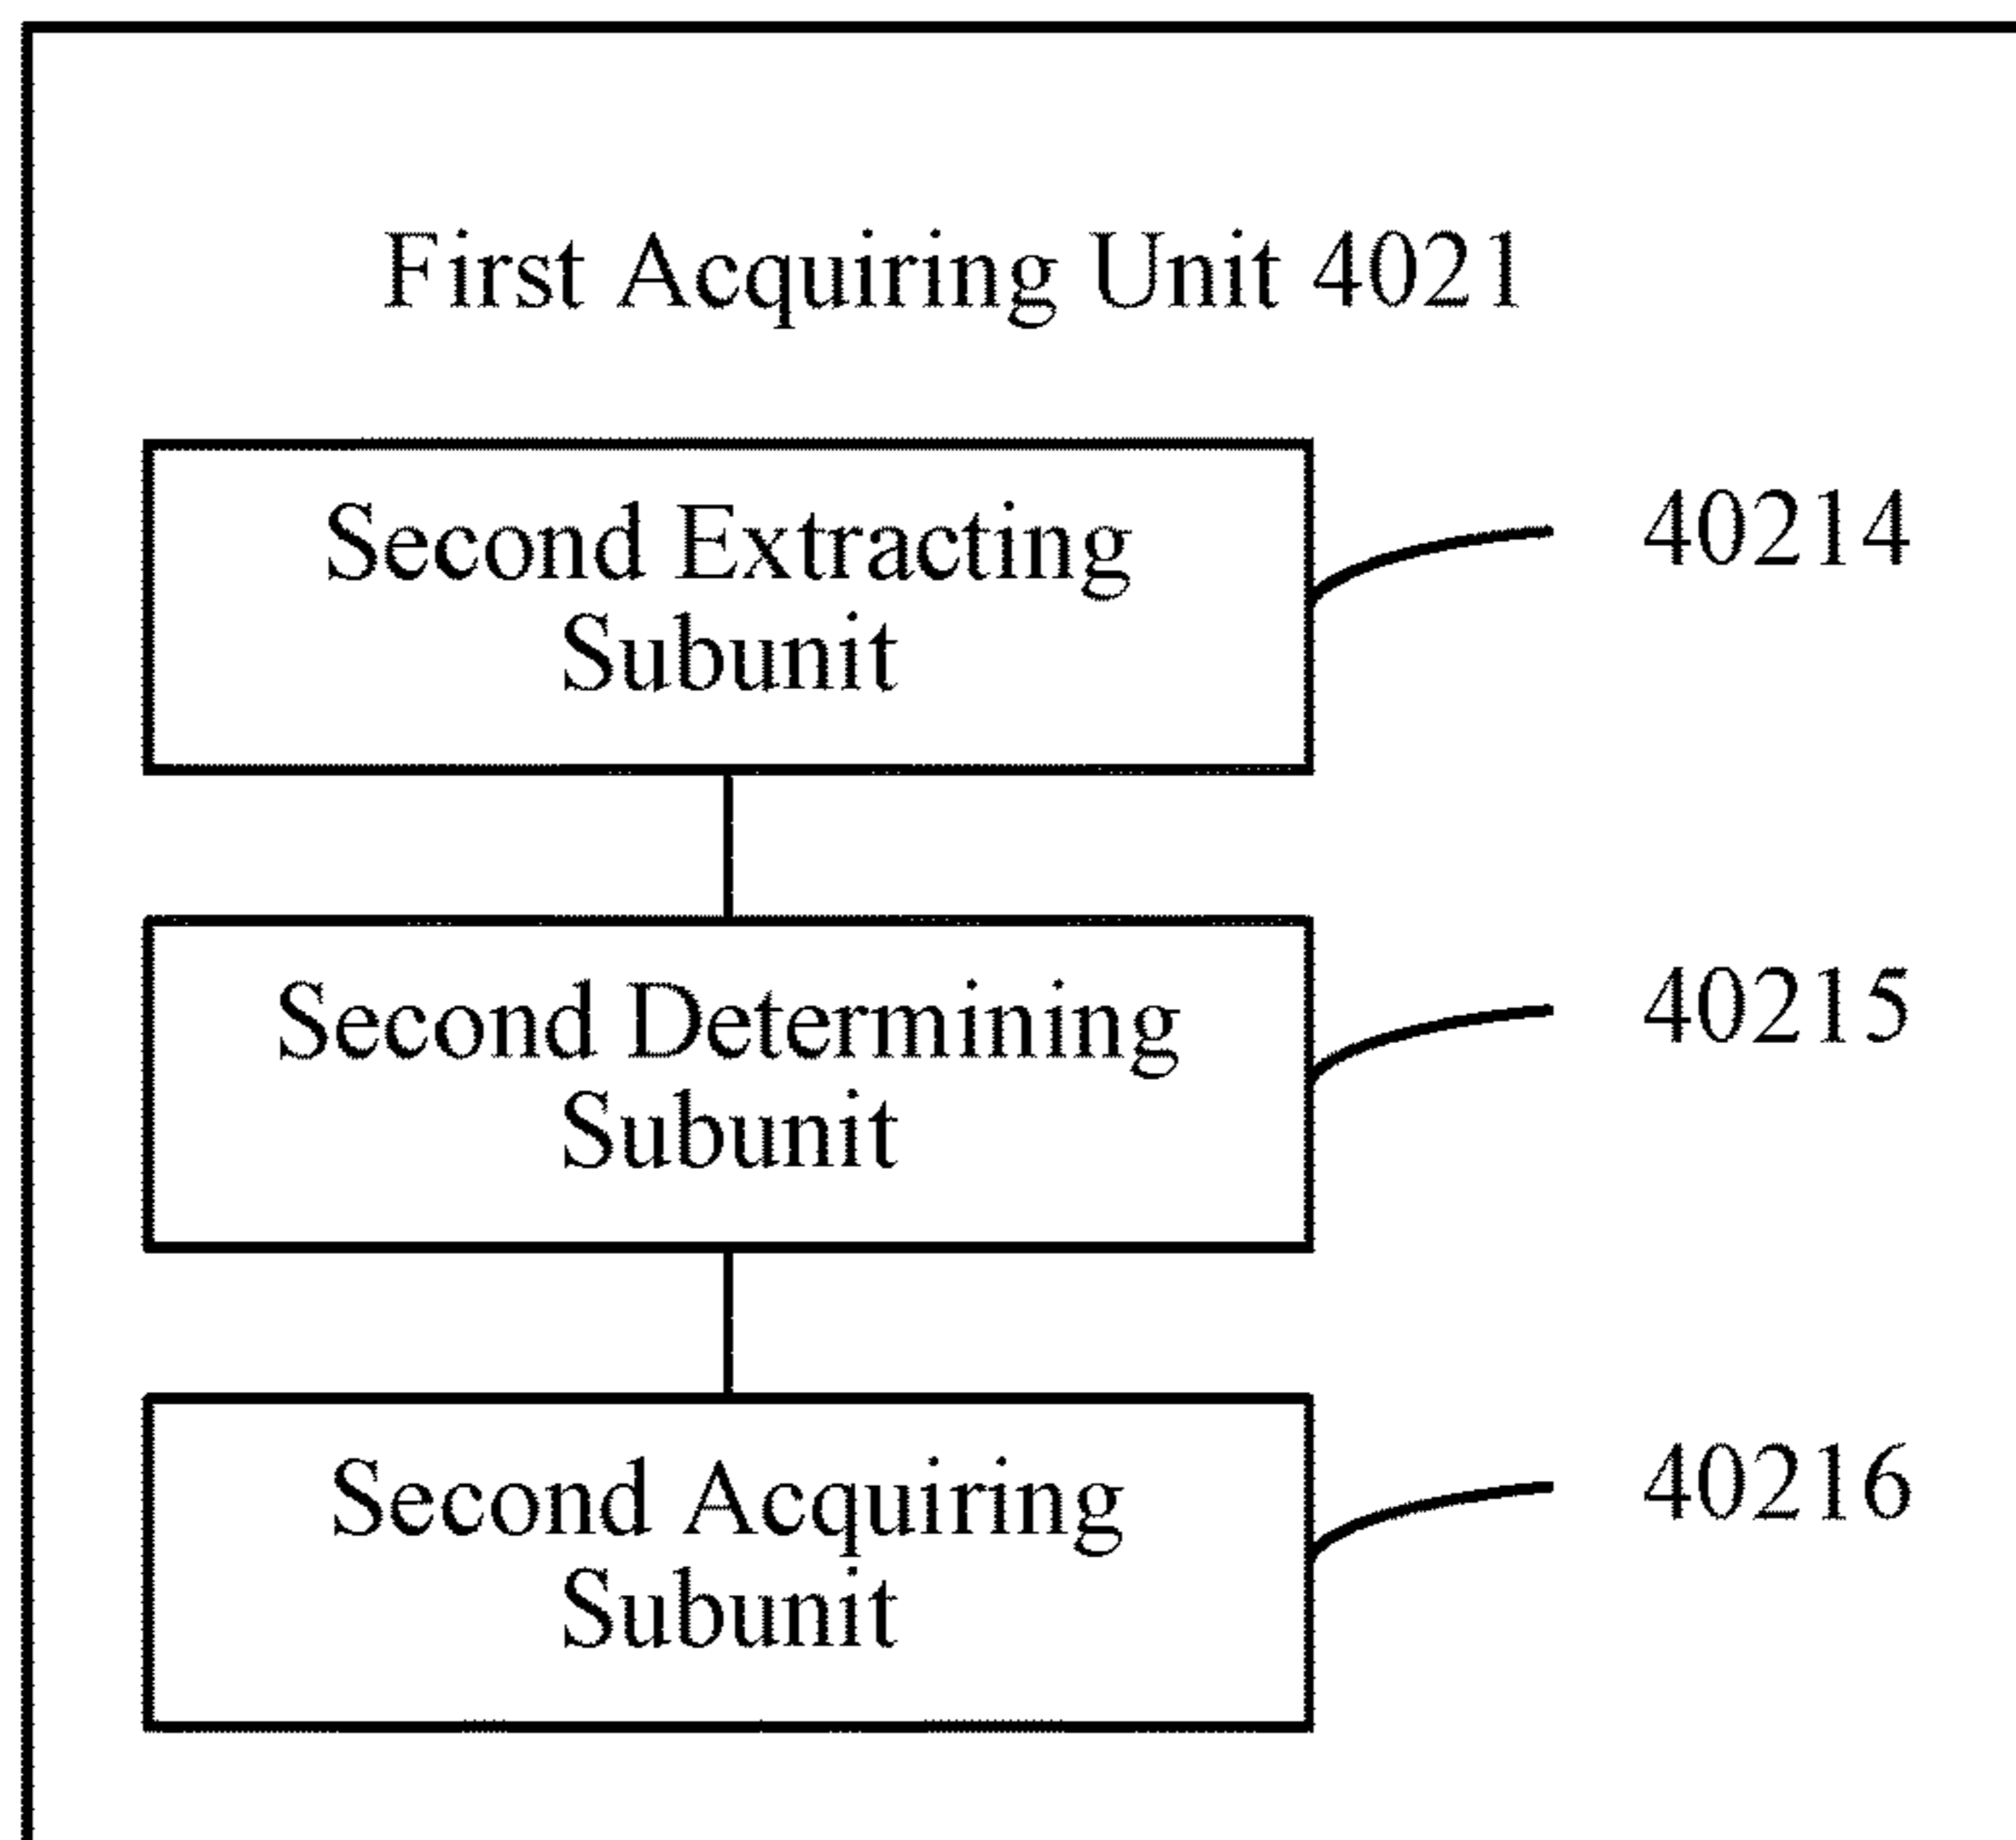 First Acquiring Unit 4021
Second Extracting
Subunit
40214
Second Determining
Subunit
40215
Second Acquiring
Subunit
40216